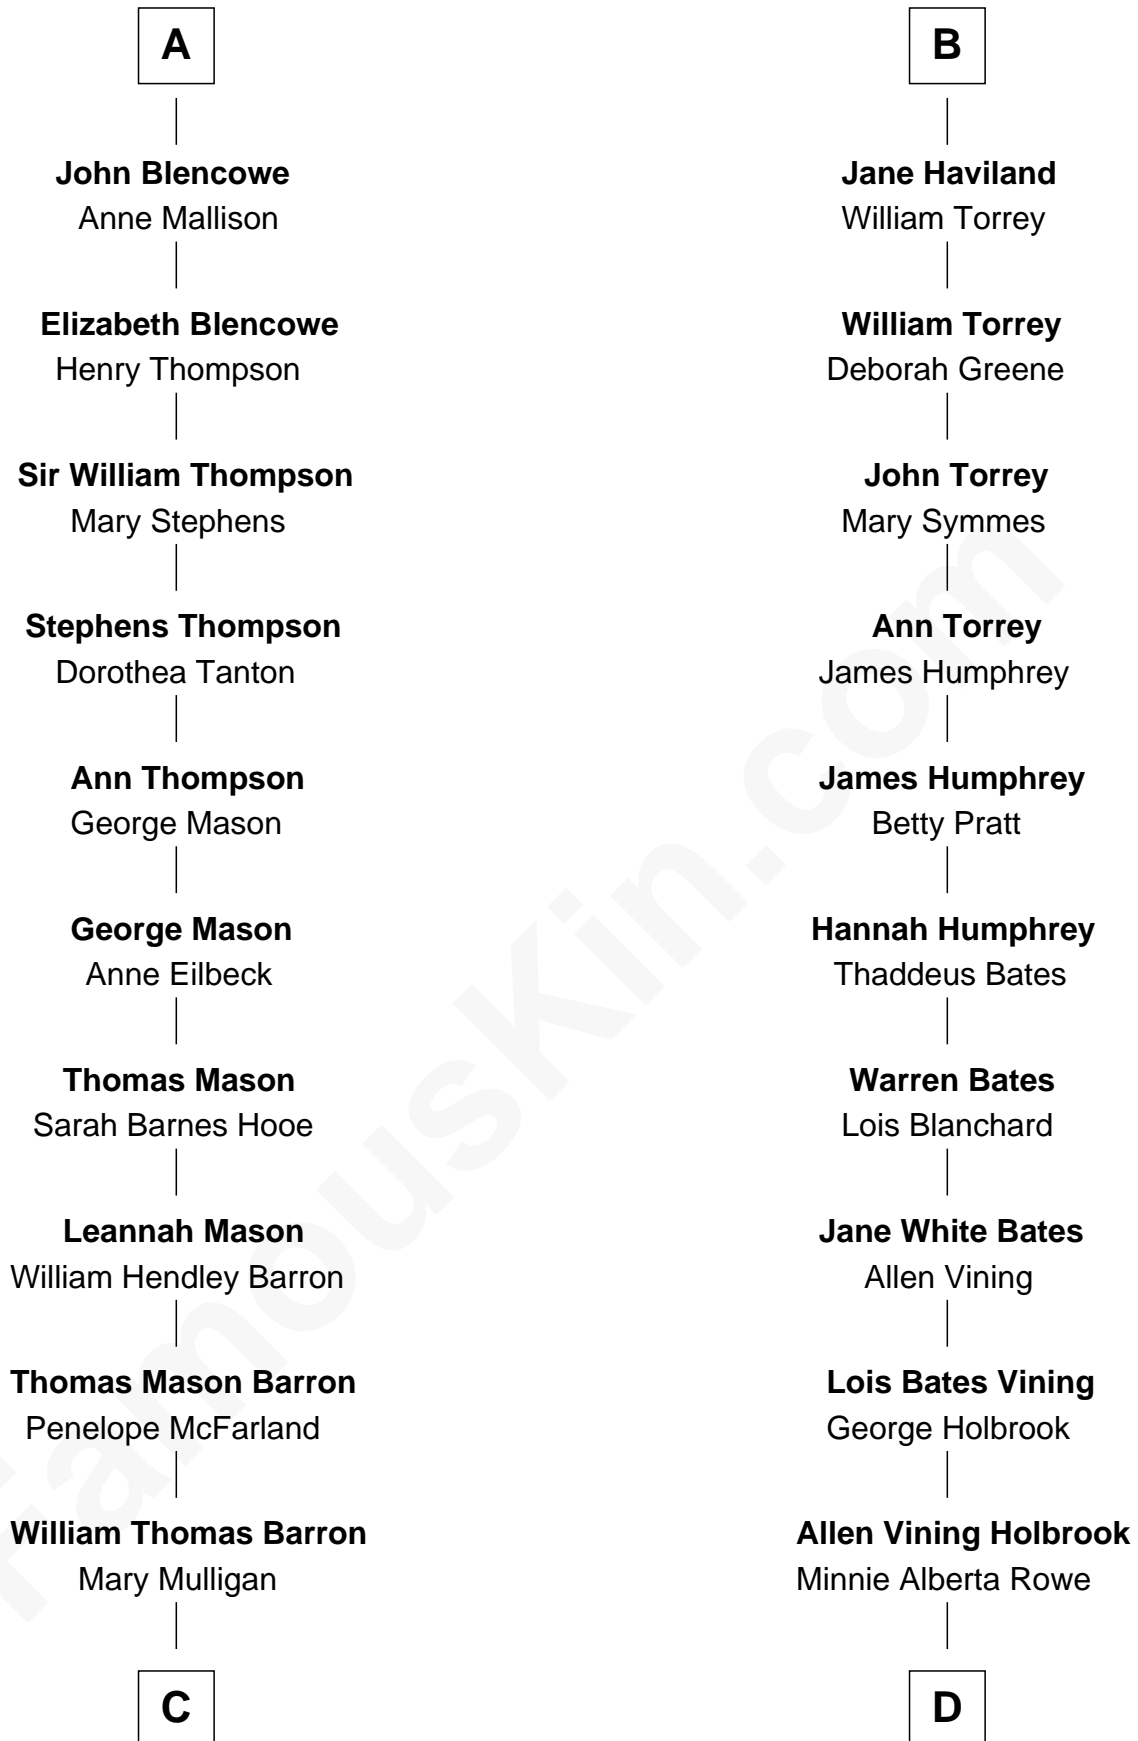 A
John Blencowe
Anne Mallison
Elizabeth Blencowe
Henry Thompson
Sir William Thompson
Mary Stephens
Stephens Thompson
Dorothea Tanton
Ann Thompson
George Mason
George Mason
Anne Eilbeck
Thomas Mason
Sarah Barnes Hooe
Leannah Mason
William Hendley Barron
Thomas Mason Barron
Penelope McFarland
William Thomas Barron
Mary Mulligan
C
B
Jane Haviland
William Torrey
William Torrey
Deborah Greene
John Torrey
Mary Symmes
Ann Torrey
James Humphrey
James Humphrey
Betty Pratt
Hannah Humphrey
Thaddeus Bates
Warren Bates
Lois Blanchard
Jane White Bates
Allen Vining
Lois Bates Vining
George Holbrook
Allen Vining Holbrook
Minnie Alberta Rowe
D
FamousKin.com